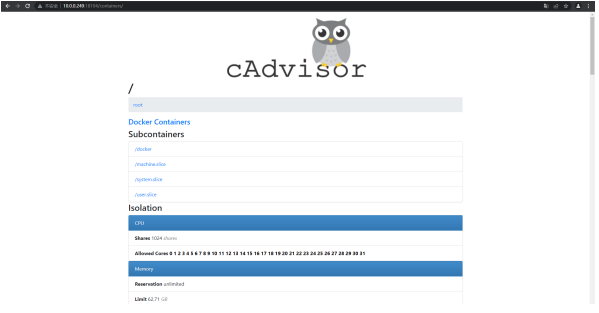 不安全 | 10.0.0.249:18104/containers/
cAdvisor
/
root
Docker Containers
Subcontainers
/docker
/machine.slice
/system.slice
/user.slice
Isolation
CPU
Shares 1024 shares
Allowed Cores 0 1 2 3 4 5 6 7 8 9 10 11 12 13 14 15 16 17 18 19 20 21 22 23 24 25 26 27 28 29 30 31
Memory
Reservation unlimited
Limit 62.71 GB